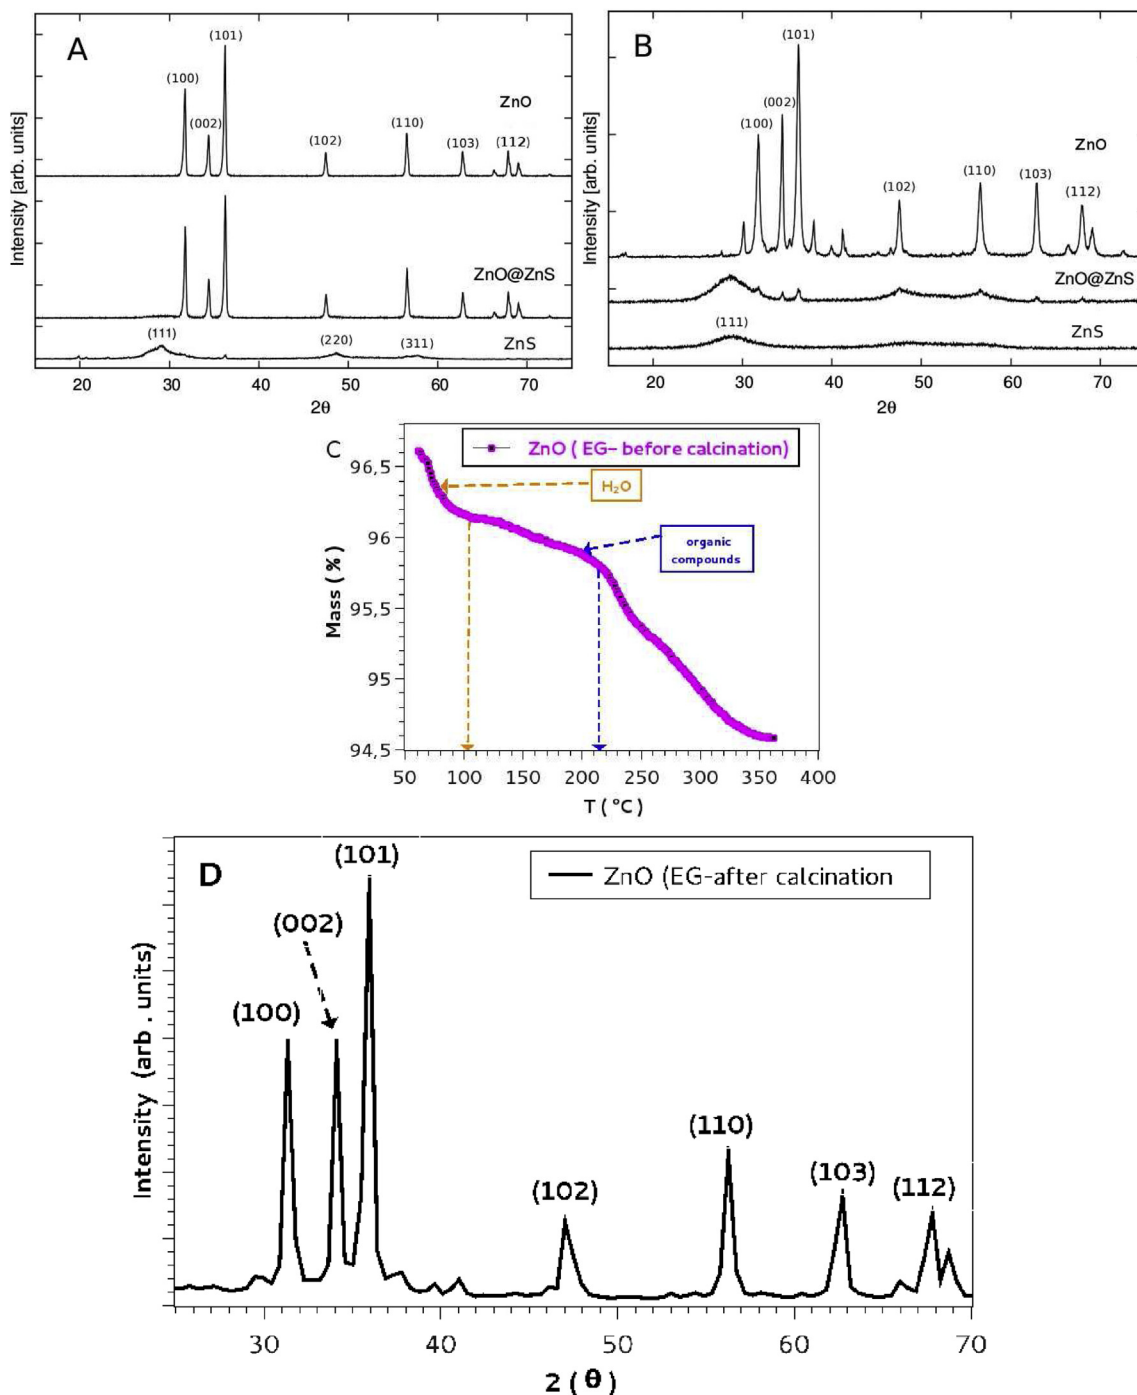 A
(101)
(100)
ZnO
(002)
(110)
(102)
(103)
(112)
ZnO@ZnS
(111)
(220)
(311)
ZnS
Intensity [arb. units]
20 30 40 50 60 70
2θ
B
(101)
(002)
(100)
ZnO
(110)
(103)
(102)
(112)
ZnO@ZnS
(111)
ZnS
Intensity [arb. units]
20 30 40 50 60 70
2θ
C
ZnO ( EG– before calcination)
H₂O
organic
compounds
Mass ( % )
96,5
96
95,5
95
94,5
50 100 150 200 250 300 350 400
T ( °C )
D
(101)
ZnO (EG-after calcination
(002)
(100)
(110)
(102)
(103)
(112)
Intensity (arb . units)
30 40 50 60 70
2 ( θ )